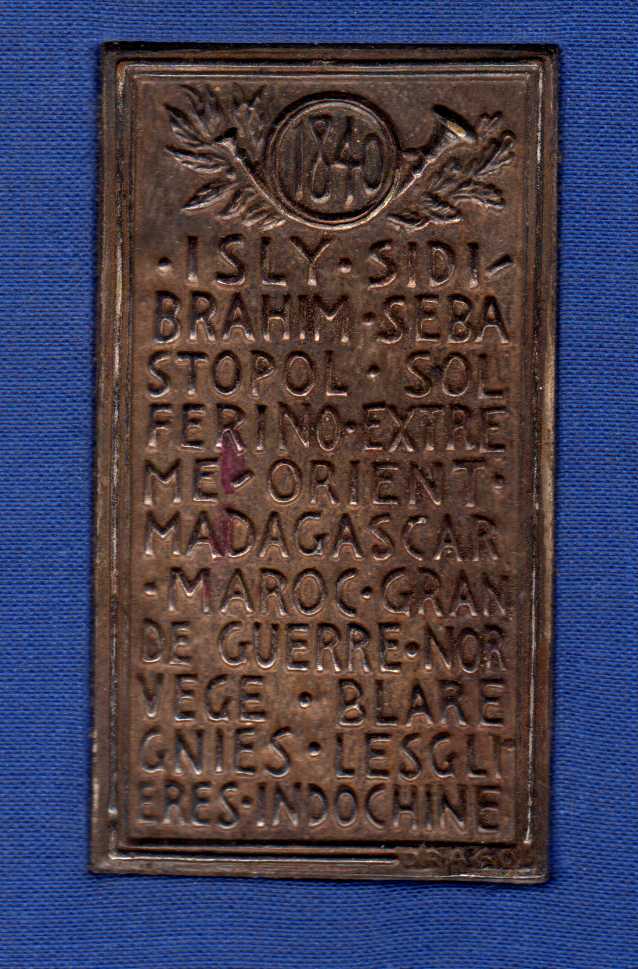 1840
·ISLY·SIDI-
BRAHIM·SEBA
STOPOL·SOL
FERINO·EXTRE
ME-ORIENT·
MADAGASCAR
·MAROC·GRAN
DE GUERRE·NOR
VEGE·BLARE
GNIES·LESGLI
ERES·INDOCHINE
DRAGO